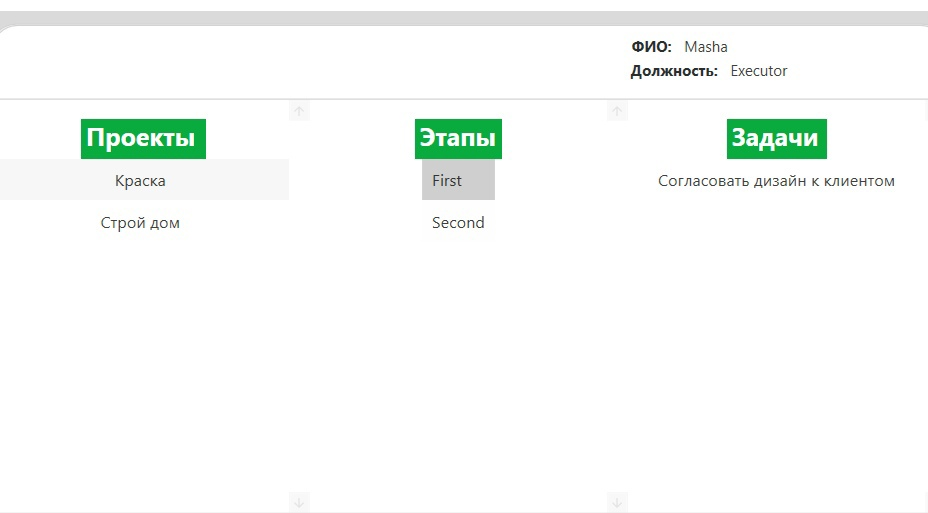 ФИО: Masha
Должность: Executor
Проекты Этапы Задачи
Краска First Согласовать дизайн к клиентом
Строй дом Second